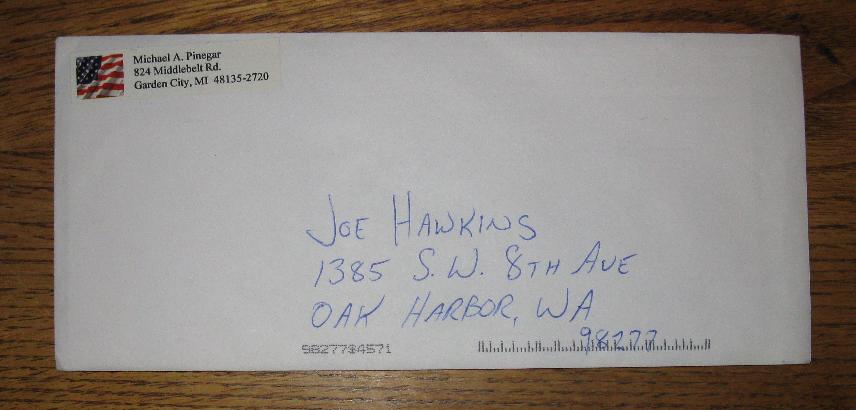 Michael A. Pinegar
824 Middlebelt Rd.
Garden City, MI 48135-2720
JOE HAWKINS
1385 S.W. 8TH AVE
OAK HARBOR, WA
98277
98277$4571